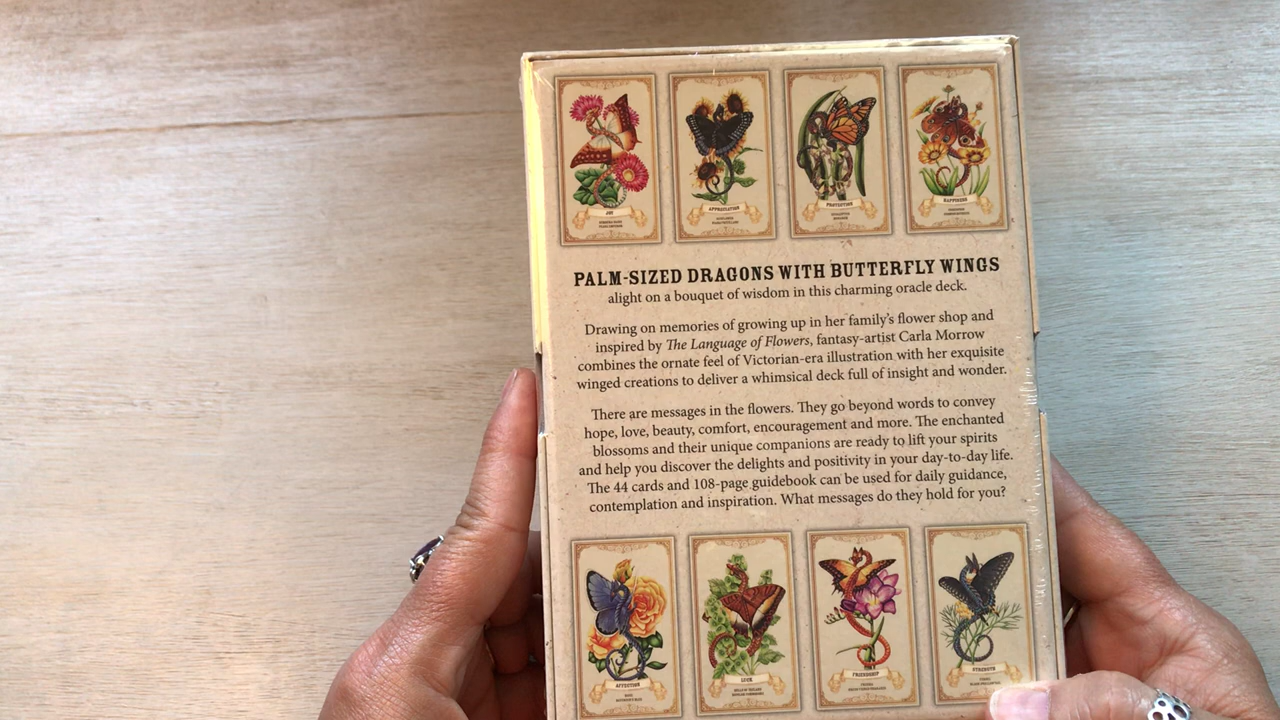 JOY
APPRECIATION
PROTECTION
HAPPINESS
PALM-SIZED DRAGONS WITH BUTTERFLY WINGS
alight on a bouquet of wisdom in this charming oracle deck.
Drawing on memories of growing up in her family's flower shop and
inspired by The Language of Flowers, fantasy-artist Carla Morrow
combines the ornate feel of Victorian-era illustration with her exquisite
winged creations to deliver a whimsical deck full of insight and wonder.
There are messages in the flowers. They go beyond words to convey
hope, love, beauty, comfort, encouragement and more. The enchanted
blossoms and their unique companions are ready to lift your spirits
and help you discover the delights and positivity in your day-to-day life.
The 44 cards and 108-page guidebook can be used for daily guidance,
contemplation and inspiration. What messages do they hold for you?
AFFECTION
LUCK
FRIENDSHIP
STRENGTH